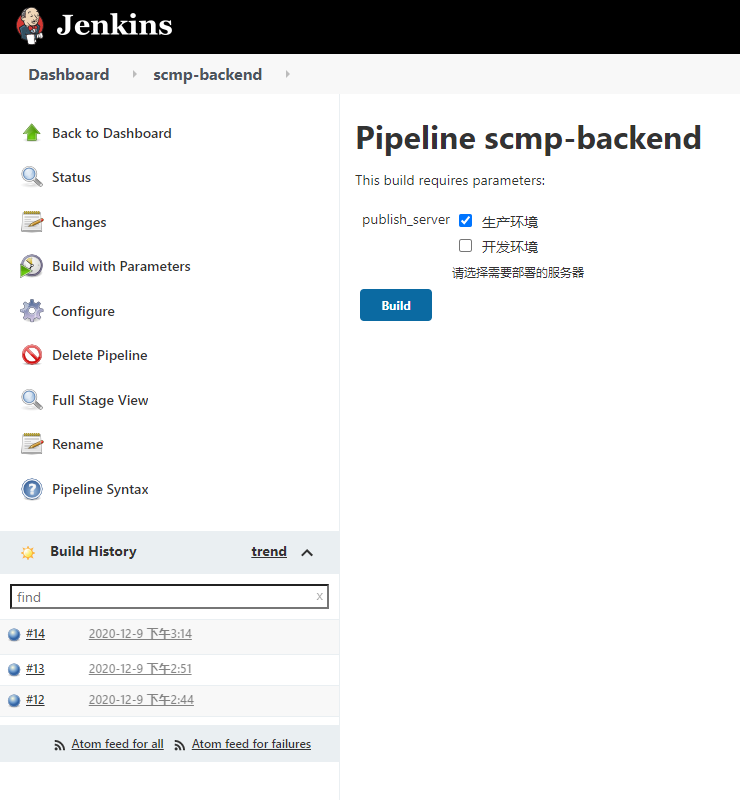 Jenkins
Dashboard
scmp-backend
Back to Dashboard
Status
Changes
Build with Parameters
Configure
Delete Pipeline
Full Stage View
Rename
Pipeline Syntax
Build History
trend
find
x
#14
2020-12-9 下午3:14
#13
2020-12-9 下午2:51
#12
2020-12-9 下午2:44
Atom feed for all
Atom feed for failures
Pipeline scmp-backend
This build requires parameters:
publish_server
生产环境
开发环境
请选择需要部署的服务器
Build